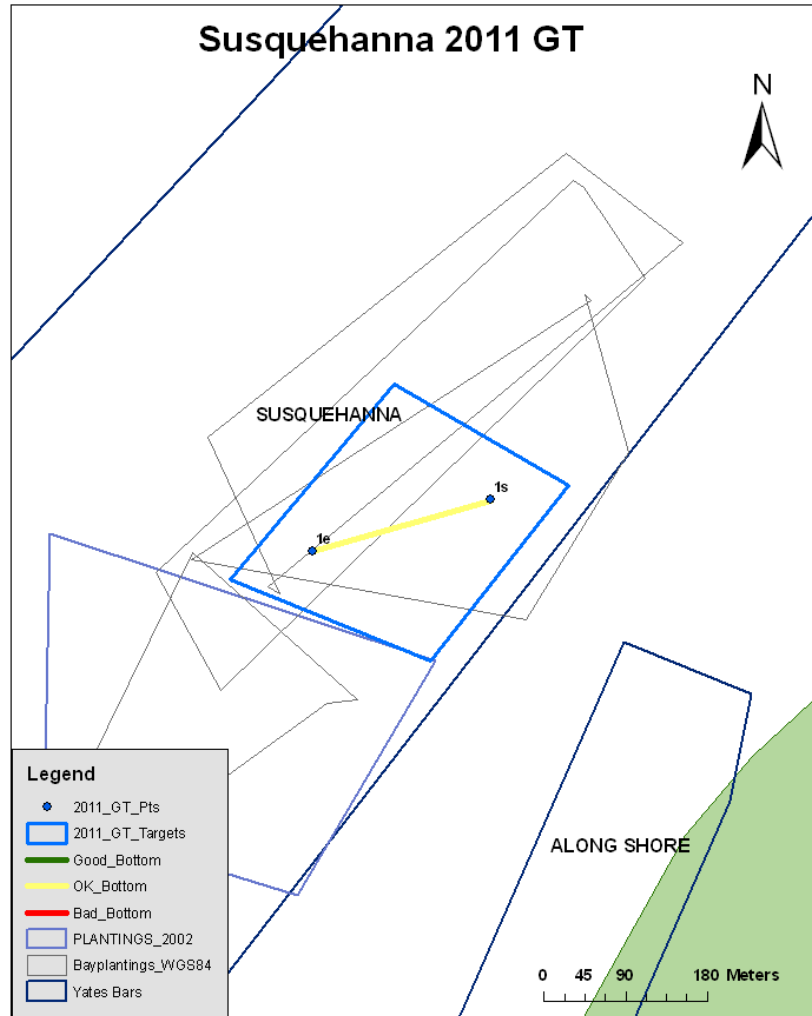 Susquehanna 2011 GT
N
SUSQUEHANNA
1s
1e
Legend
2011_GT_Pts
2011_GT_Targets
Good_Bottom
OK_Bottom
Bad_Bottom
PLANTINGS_2002
Bayplantings_WGS84
Yates Bars
ALONG SHORE
0 45 90 180 Meters